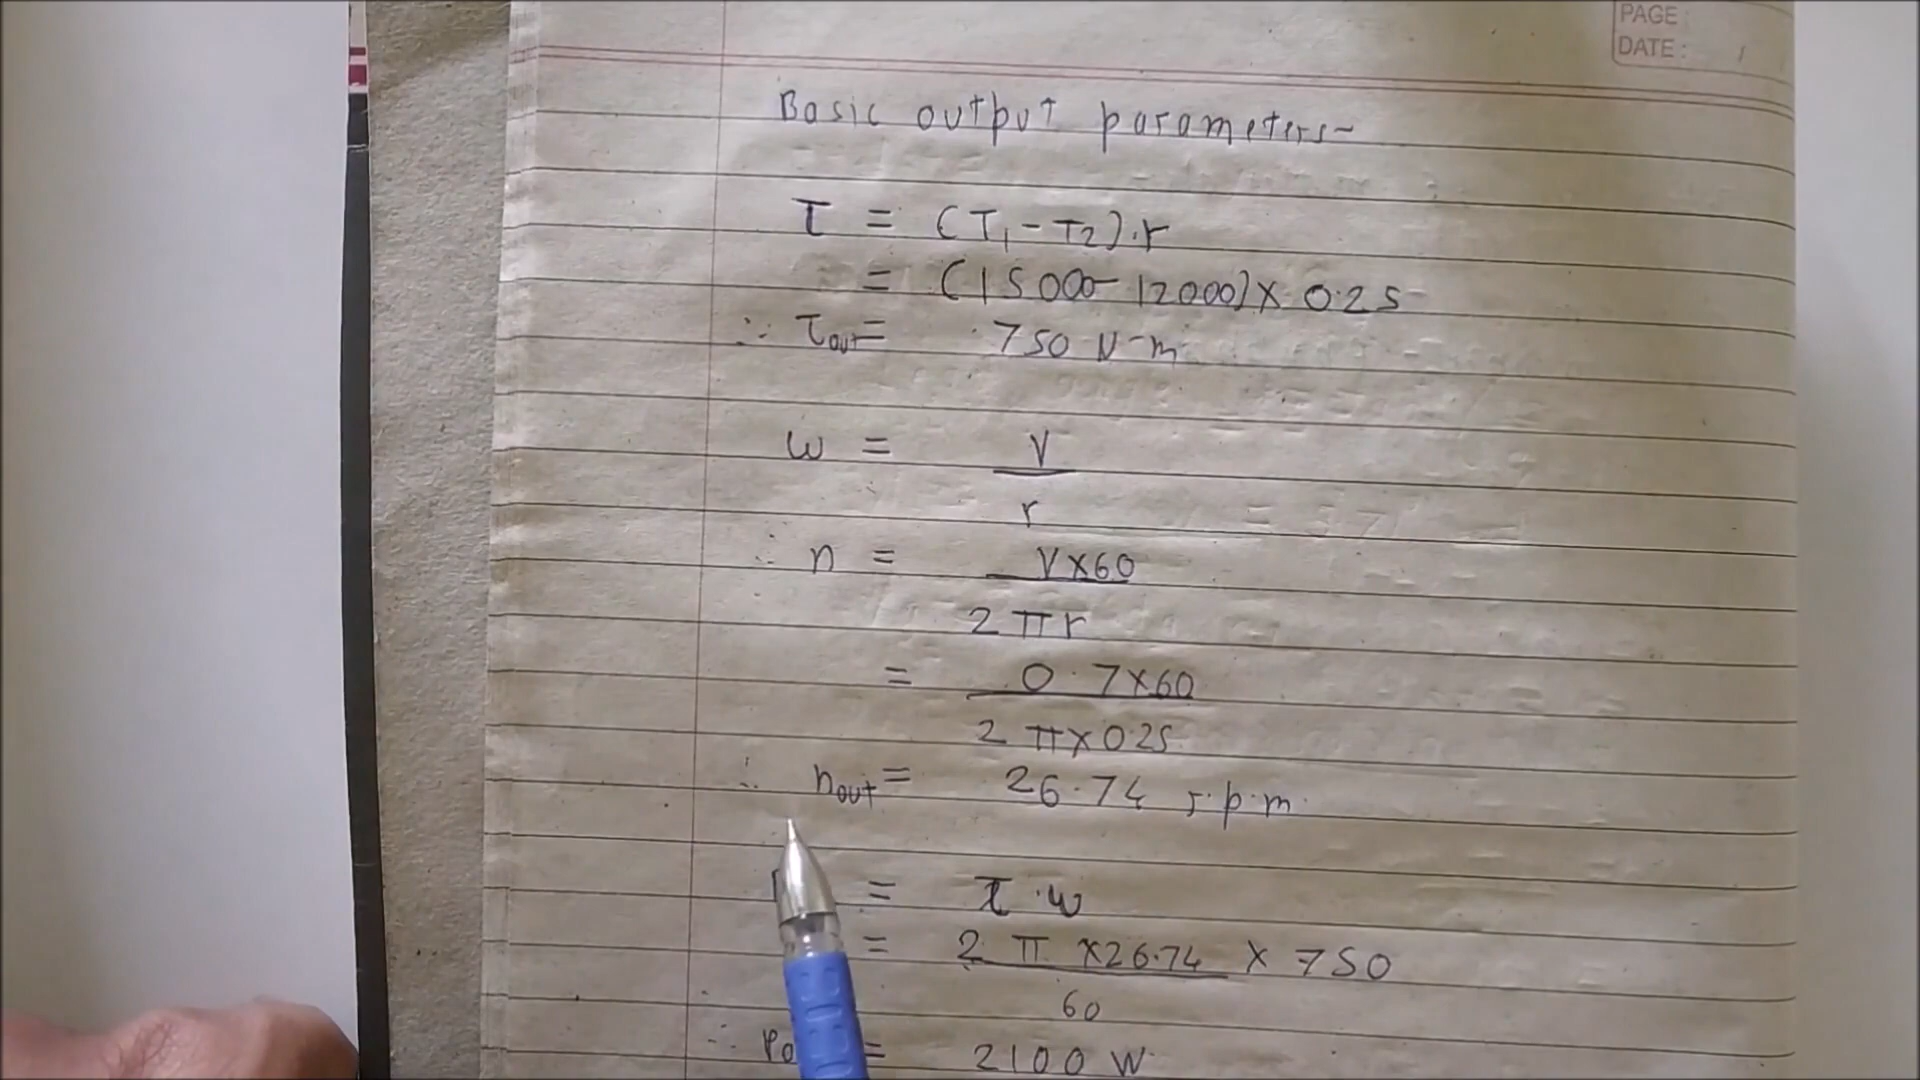 PAGE :
DATE : /
Basic output parameters-
τ = (T₁-T₂).r
= (15000-12000)× 0.25
∴ τout = 750 N-m
ω = V
r
∴ n = V×60
2πr
= 0.7×60
2π×0.25
∴ nout = 26.74 r.p.m.
= τ.ω
= 2π ×26.74 × 750
60
∴ Po = 2100 W